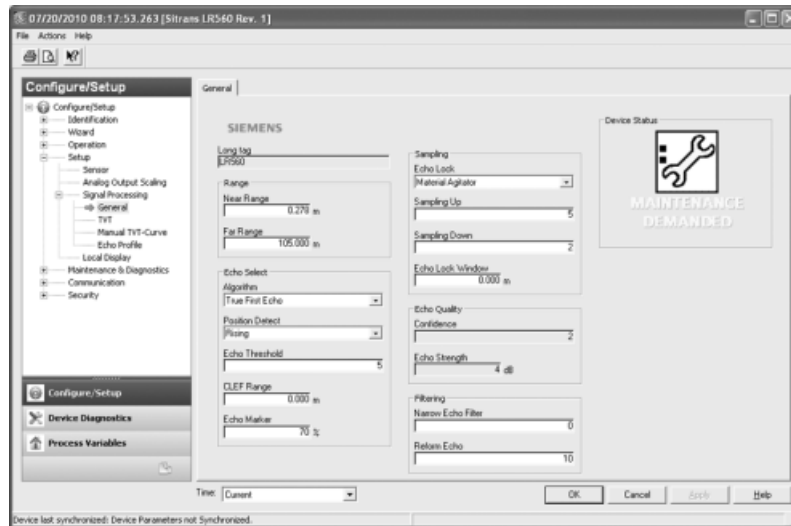 07/20/2010 08:17:53.263 [Sitrans LR560 Rev. 1]
File Actions Help
Configure/Setup
Configure/Setup
Identification
Wizard
Operation
Setup
Sensor
Analog Output Scaling
Signal Processing
General
TVT
Manual TVT-Curve
Echo Profile
Local Display
Maintenance & Diagnostics
Communication
Security
Configure/Setup
Device Diagnostics
Process Variables
General
SIEMENS
Long tag
LR560
Range
Near Range
0.278 m
Far Range
105.000 m
Echo Select
Algorithm
True First Echo
Position Detect
Rising
Echo Threshold
5
CLEF Range
0.000 m
Echo Marker
70 %
Sampling
Echo Lock
Material Agitator
Sampling Up
5
Sampling Down
2
Echo Lock Window
0.000 m
Echo Quality
Confidence
2
Echo Strength
4 dB
Filtering
Narrow Echo Filter
0
Reform Echo
10
Device Status
MAINTENANCE
DEMANDED
Time: Current
OK Cancel Apply Help
Device last synchronized: Device Parameters not Synchronized.